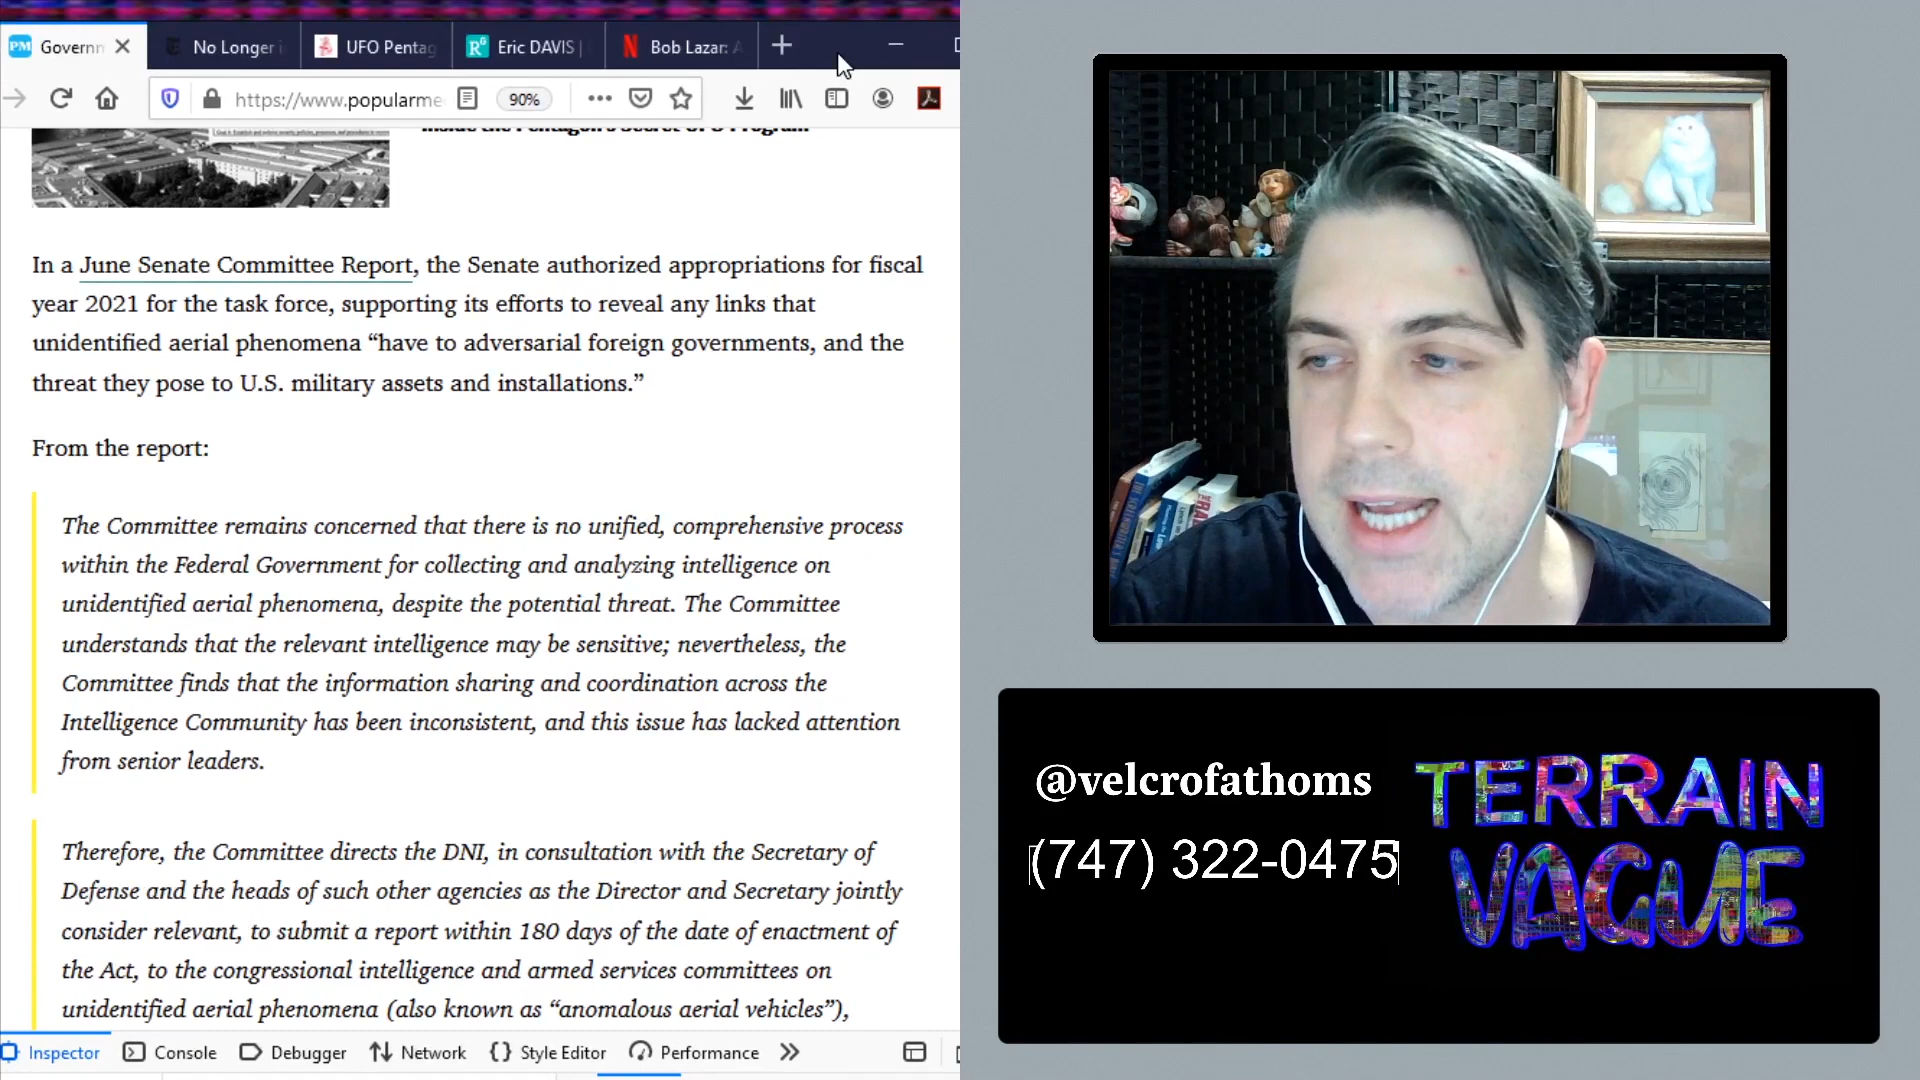 Govern
No Longer i
UFO Pentag
Eric DAVIS |
Bob Lazar: A
https://www.popularme
90%
Inside the Pentagon's Secret UFO Program
In a June Senate Committee Report, the Senate authorized appropriations for fiscal
year 2021 for the task force, supporting its efforts to reveal any links that
unidentified aerial phenomena “have to adversarial foreign governments, and the
threat they pose to U.S. military assets and installations.”
From the report:
The Committee remains concerned that there is no unified, comprehensive process
within the Federal Government for collecting and analyzing intelligence on
unidentified aerial phenomena, despite the potential threat. The Committee
understands that the relevant intelligence may be sensitive; nevertheless, the
Committee finds that the information sharing and coordination across the
Intelligence Community has been inconsistent, and this issue has lacked attention
from senior leaders.
Therefore, the Committee directs the DNI, in consultation with the Secretary of
Defense and the heads of such other agencies as the Director and Secretary jointly
consider relevant, to submit a report within 180 days of the date of enactment of
the Act, to the congressional intelligence and armed services committees on
unidentified aerial phenomena (also known as “anomalous aerial vehicles”),
Inspector
Console
Debugger
Network
Style Editor
Performance
@velcrofathoms
(747) 322-0475
TERRAIN
VAGUE